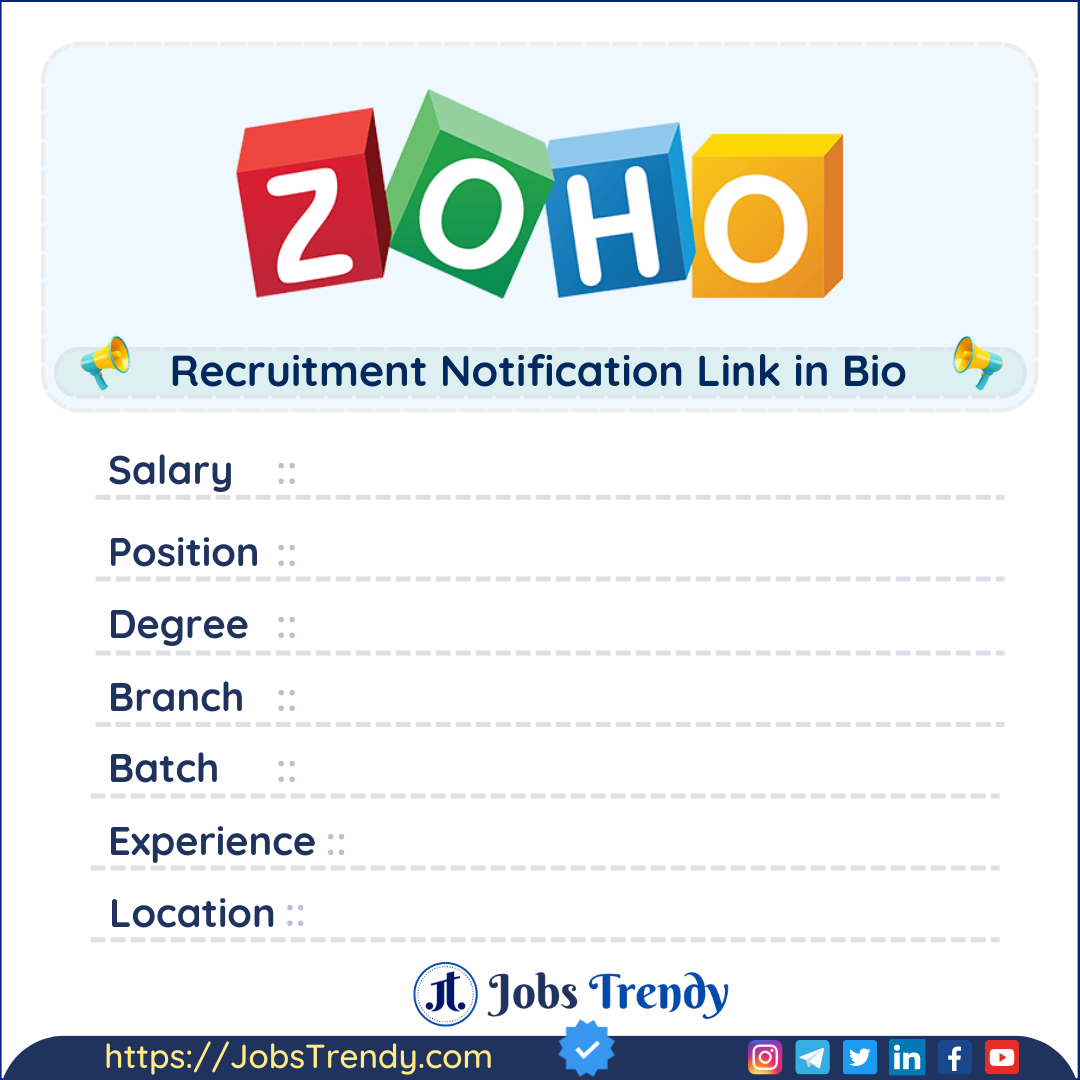 ZOHO
Recruitment Notification Link in Bio
Salary ::
Position ::
Degree ::
Branch ::
Batch ::
Experience ::
Location ::
Jobs Trendy
https://JobsTrendy.com